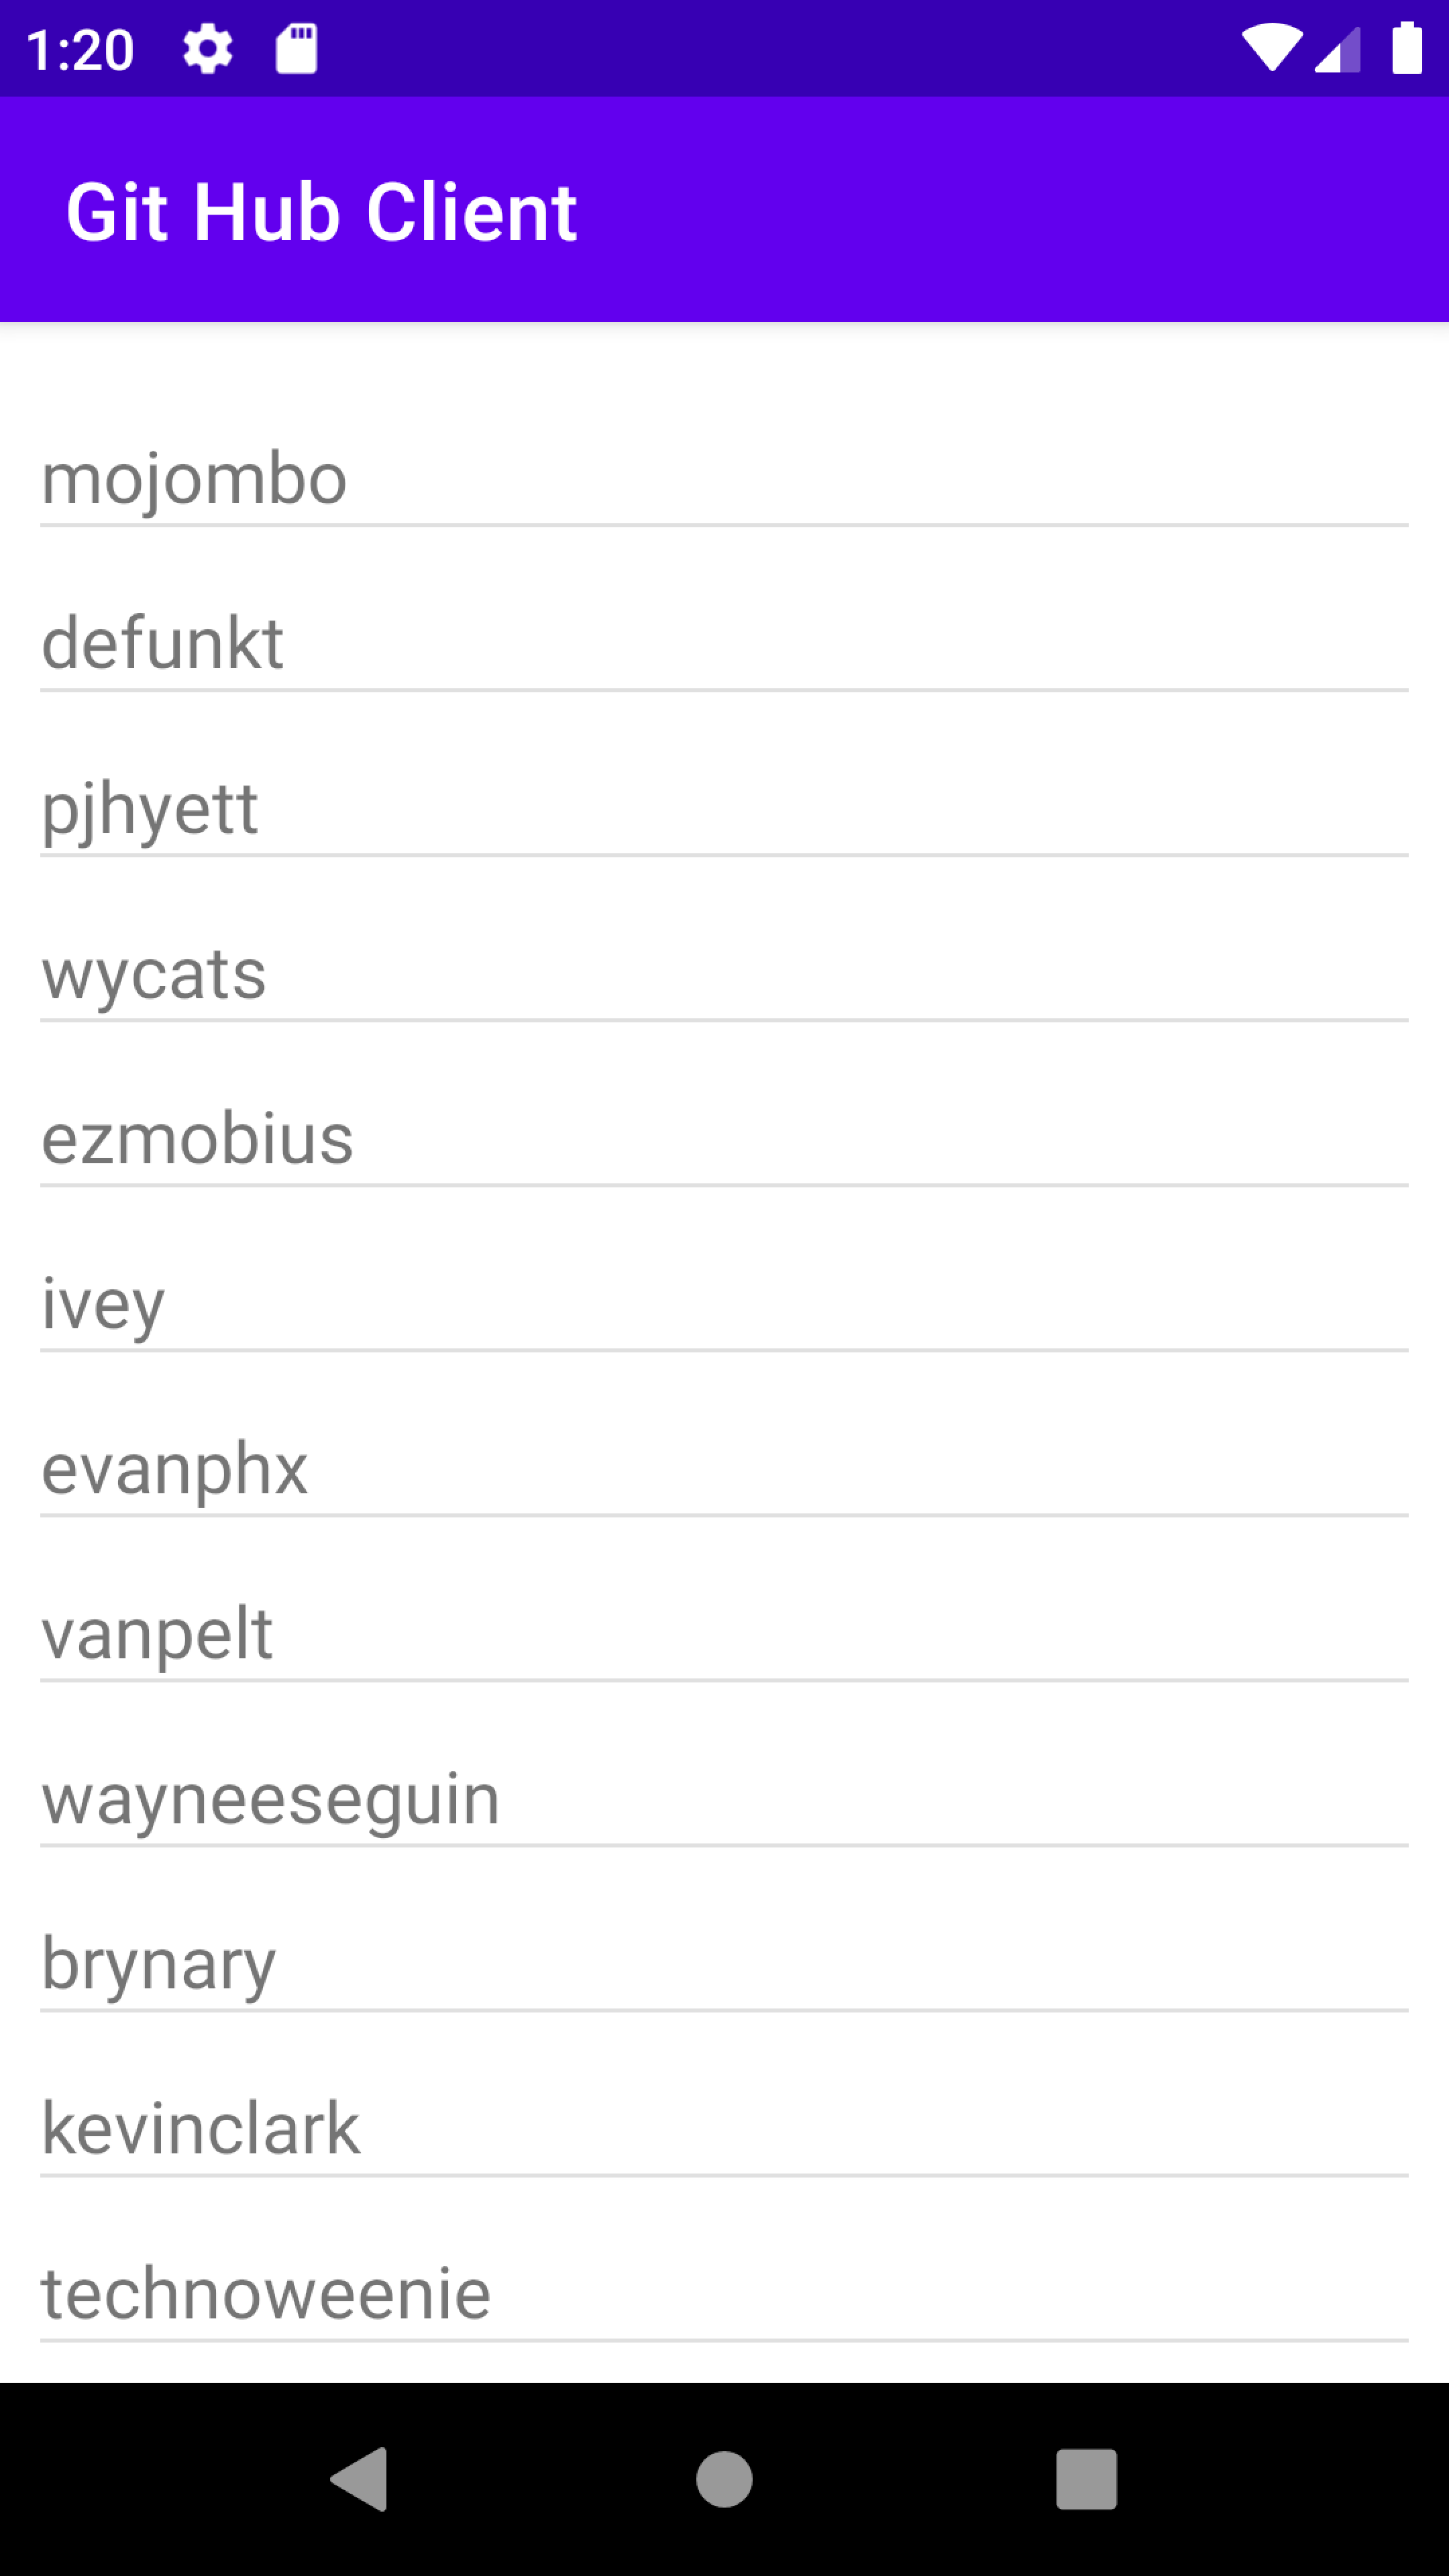 1:20
Git Hub Client
mojombo
defunkt
pjhyett
wycats
ezmobius
ivey
evanphx
vanpelt
wayneeseguin
brynary
kevinclark
technoweenie